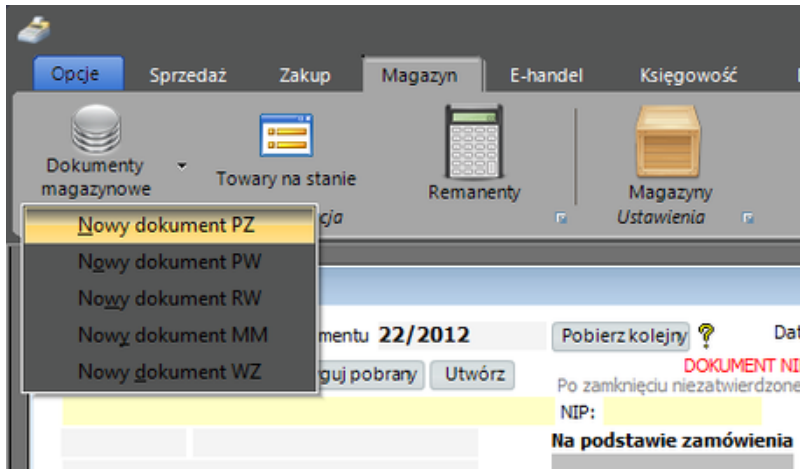 Opcje Sprzedaż Zakup Magazyn E-handel Księgowość
Dokumenty
magazynowe
Towary na stanie
Remanenty
Magazyny
cja
Ustawienia
Nowy dokument PZ
Nowy dokument PW
Nowy dokument RW
Nowy dokument MM
Nowy dokument WZ
mentu 22/2012 Pobierz kolejny ? Dat
guj pobrany Utwórz
DOKUMENT NI
Po zamknięciu niezatwierdzone
NIP:
Na podstawie zamówienia